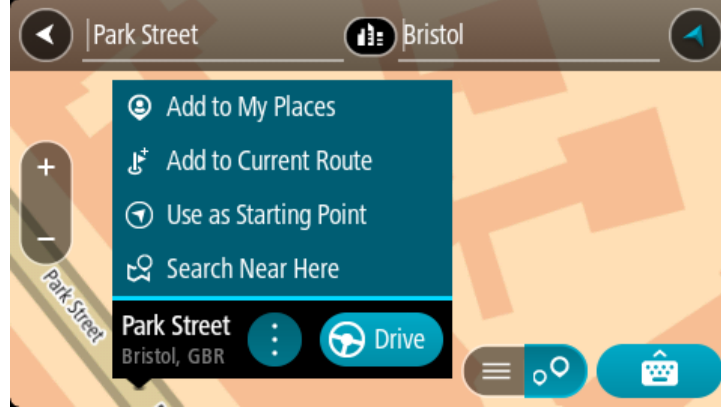 Park Street
Bristol
Add to My Places
Add to Current Route
Use as Starting Point
Search Near Here
Park Street
Park Street
Bristol, GBR
Drive